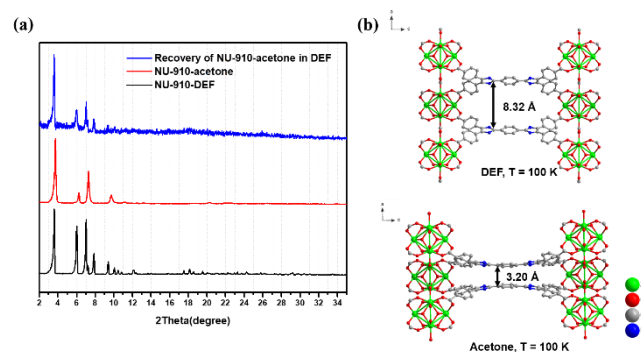 (a)
Recovery of NU-910-acetone in DEF
NU-910-acetone
NU-910-DEF
2 4 6 8 10 12 14 16 18 20 22 24 26 28 30 32 34
2Theta(degree)
(b)
8.32 Å
DEF, T = 100 K
3.20 Å
Acetone, T = 100 K